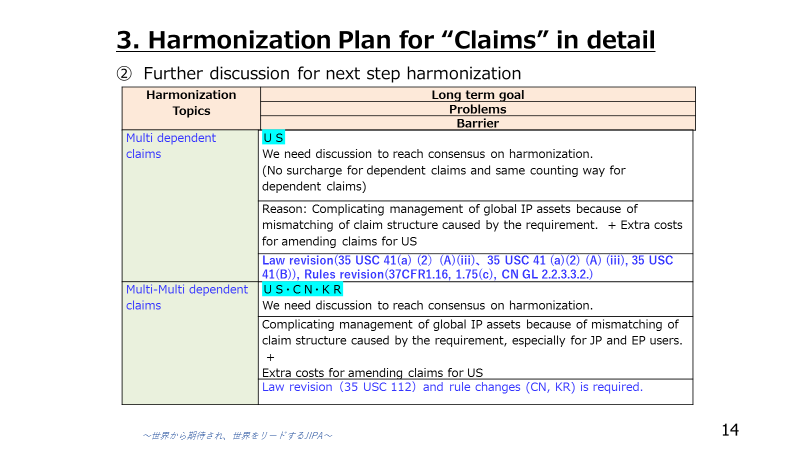 3. Harmonization Plan for “Claims” in detail
② Further discussion for next step harmonization
Harmonization
Topics
Long term goal
Problems
Barrier
Multi dependent
claims
U S
We need discussion to reach consensus on harmonization.
(No surcharge for dependent claims and same counting way for
dependent claims)
Reason: Complicating management of global IP assets because of
mismatching of claim structure caused by the requirement. + Extra costs
for amending claims for US
Law revision(35 USC 41(a) (2) (A)(iii)、35 USC 41 (a)(2) (A) (iii), 35 USC
41(B)), Rules revision(37CFR1.16, 1.75(c), CN GL 2.2.3.3.2.)
Multi-Multi dependent
claims
U S・C N・K R
We need discussion to reach consensus on harmonization.
Complicating management of global IP assets because of mismatching of
claim structure caused by the requirement, especially for JP and EP users.
+
Extra costs for amending claims for US
Law revision（35 USC 112）and rule changes (CN, KR) is required.
～世界から期待され、世界をリードするJIPA～
14